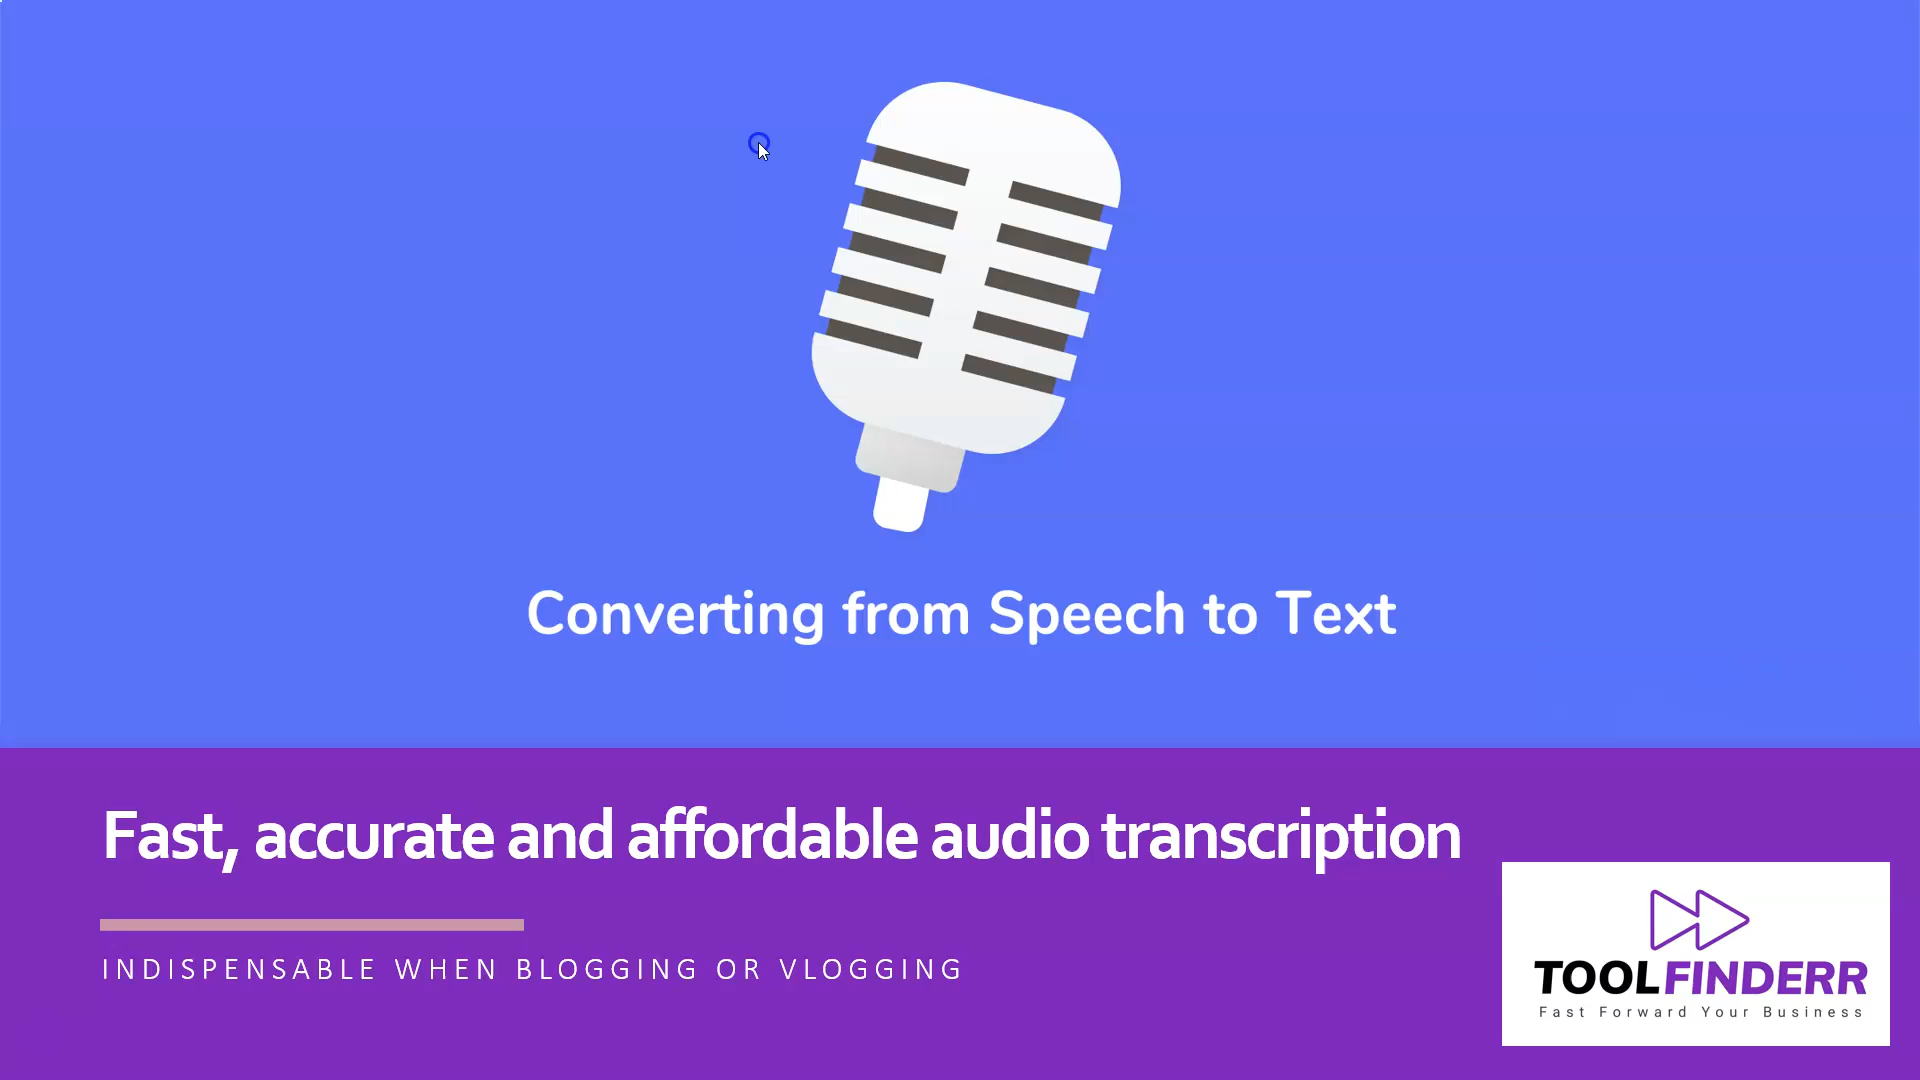 Converting from Speech to Text
Fast, accurate and affordable audio transcription
INDISPENSABLE WHEN BLOGGING OR VLOGGING
TOOLFINDERR
Fast Forward Your Business